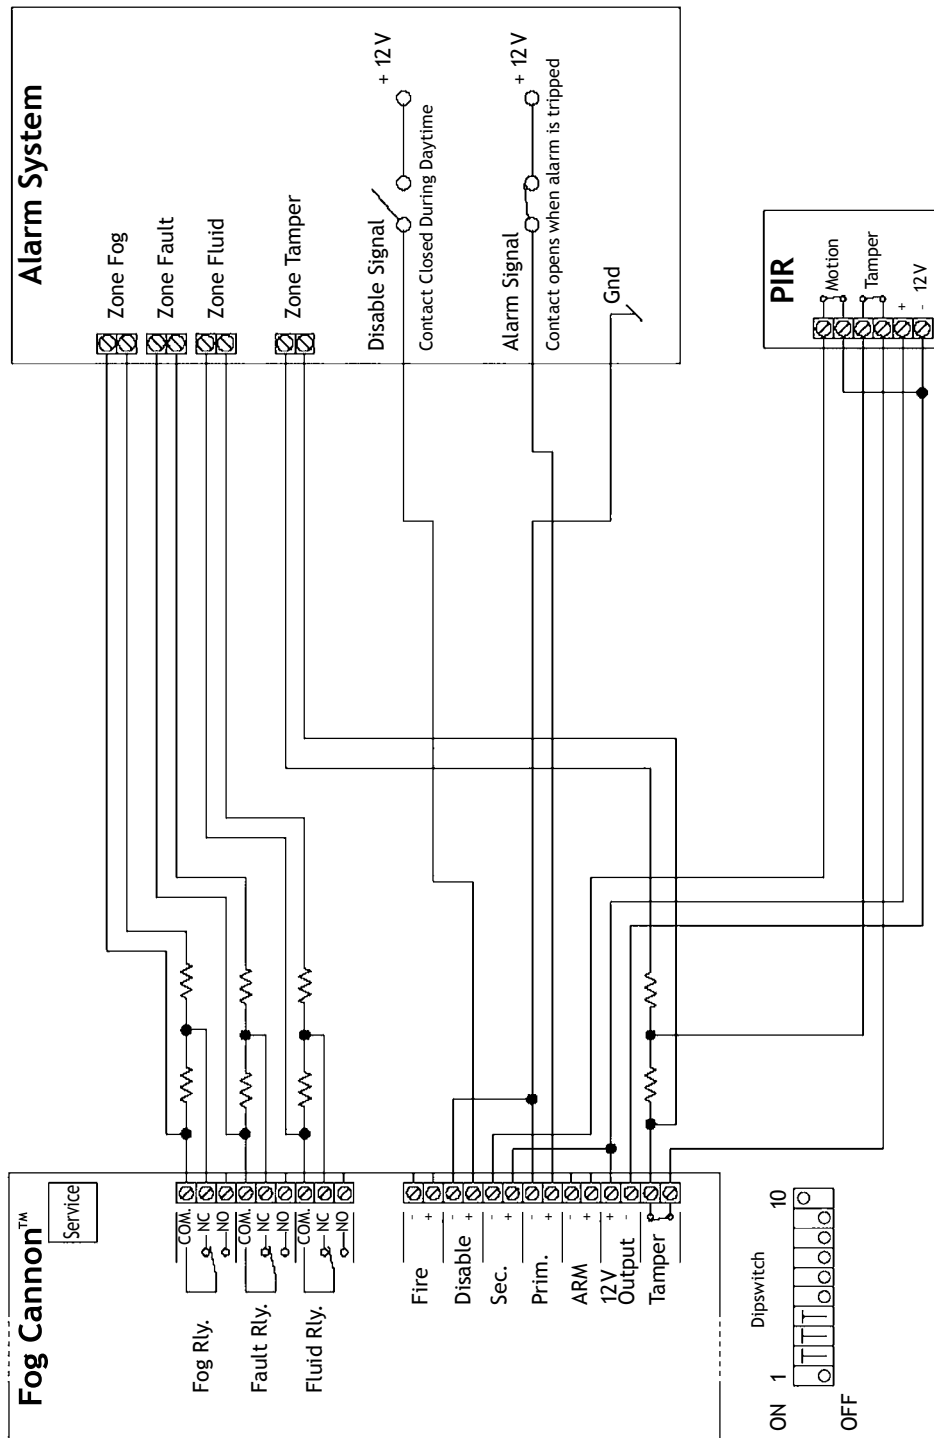 Alarm System
Zone Fog
Zone Fault
Zone Fluid
Zone Tamper
Disable Signal
+ 12 V
Contact Closed During Daytime
Alarm Signal
+ 12 V
Contact opens when alarm is tripped
Gnd
PIR
Motion
Tamper
+
-
12 V
Fog Cannon™
Service
Fog Rly.
COM.
NC
NO
Fault Rly.
COM.
NC
NO
Fluid Rly.
COM.
NC
NO
Fire
-
+
Disable
-
+
Sec.
-
+
Prim.
-
+
ARM
-
+
12V
Output
+
-
Tamper
Dipswitch
ON 1 10
OFF